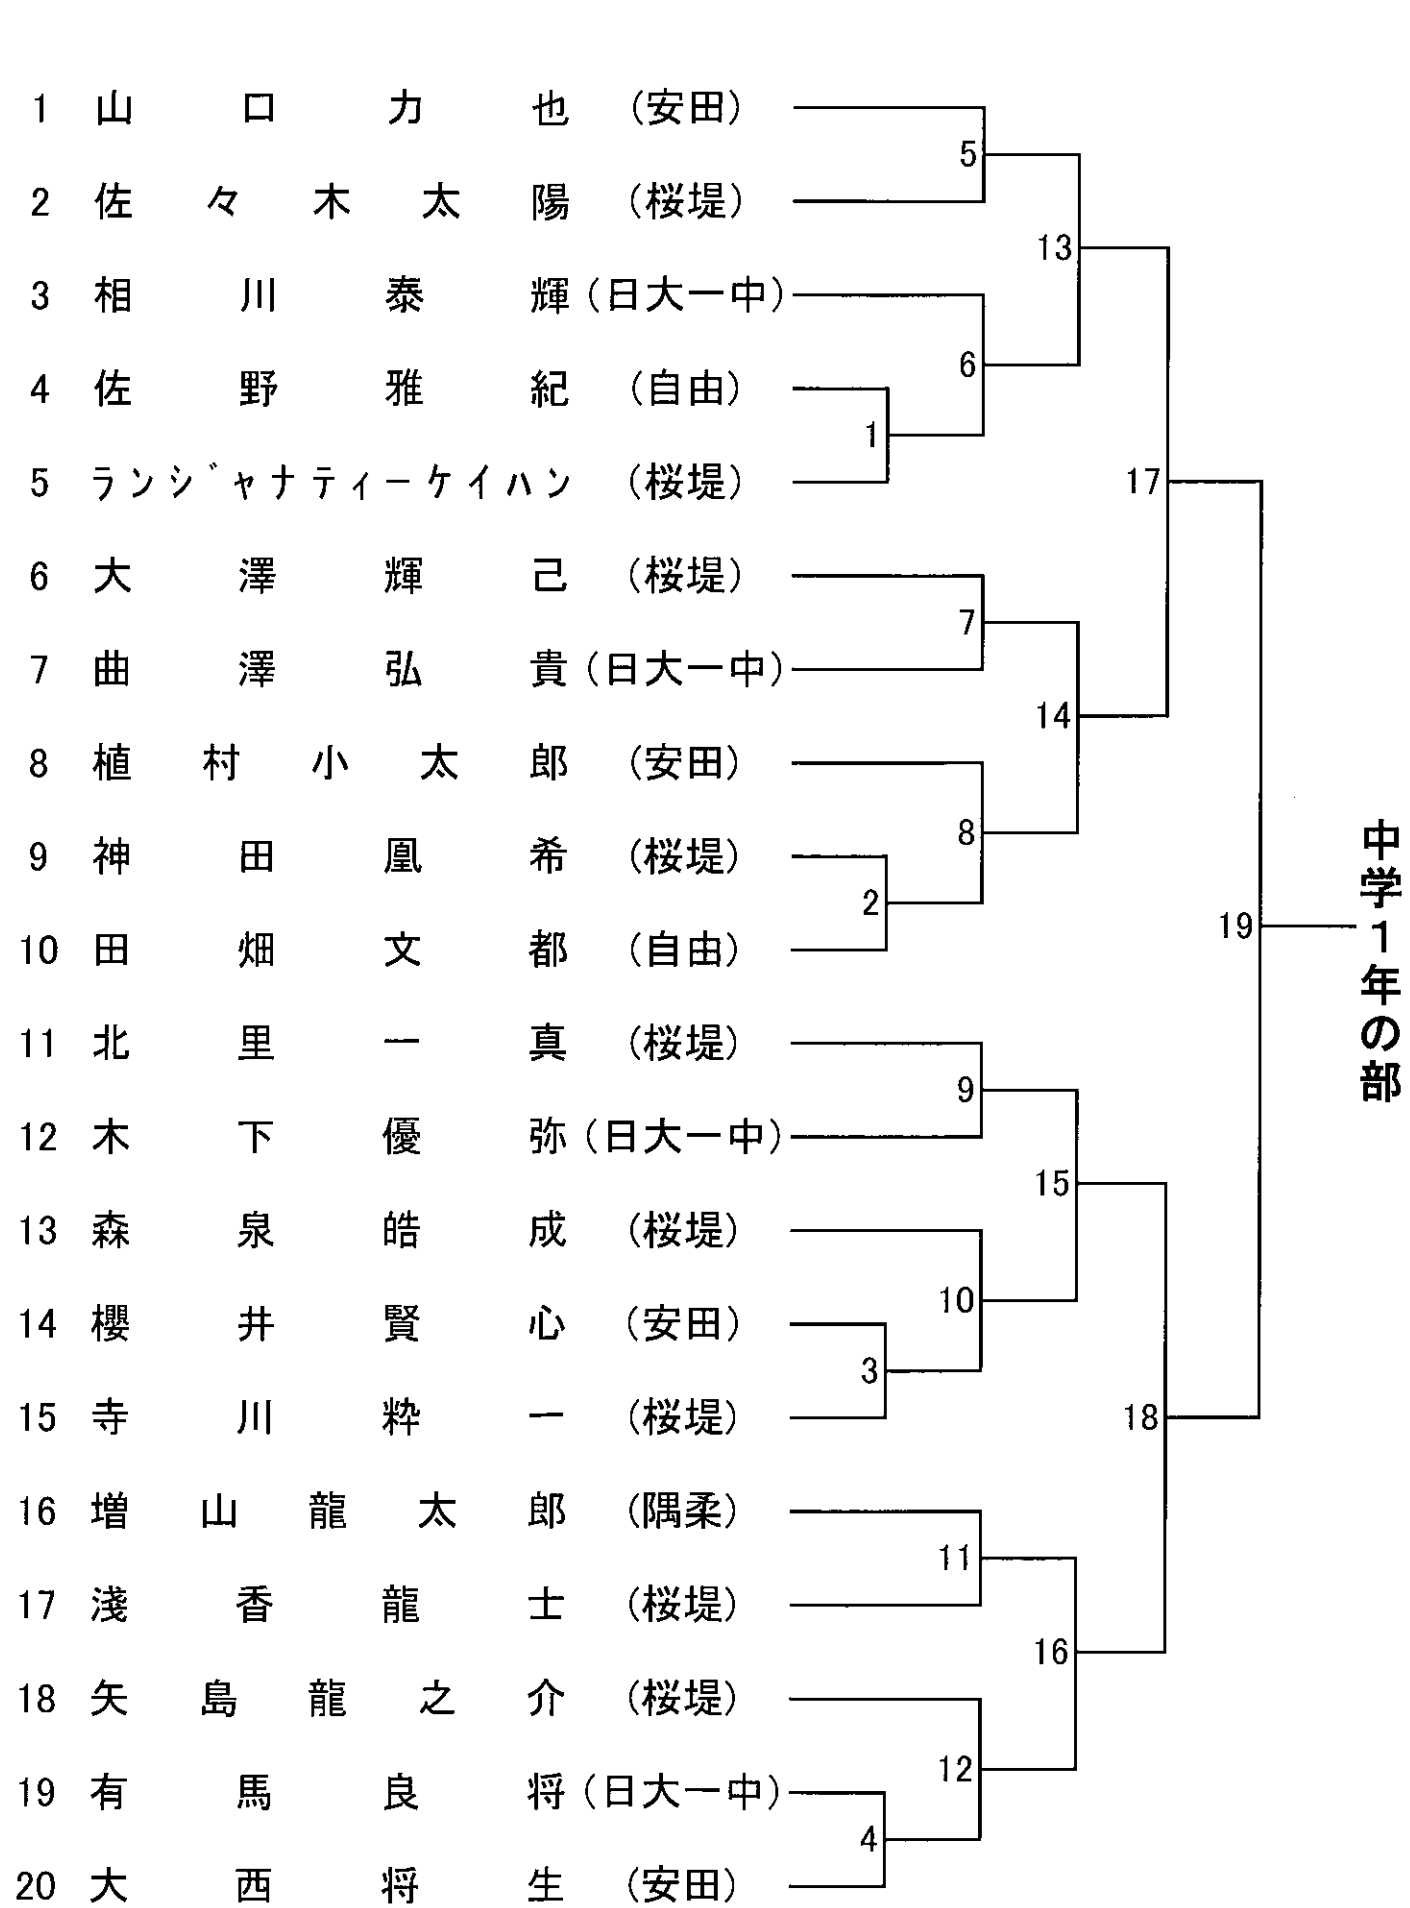 1 山口力也 (安田)
2 佐々木太陽 (桜堤)
3 相川泰輝 (日大一中)
4 佐野雅紀 (自由)
5 ランジャナティーケイハン (桜堤)
6 大澤輝己 (桜堤)
7 曲澤弘貴 (日大一中)
8 植村小太郎 (安田)
9 神田凰希 (桜堤)
10 田畑文都 (自由)
11 北里一真 (桜堤)
12 木下優弥 (日大一中)
13 森泉皓成 (桜堤)
14 櫻井賢心 (安田)
15 寺川粋一 (桜堤)
16 増山龍太郎 (隅柔)
17 淺香龍士 (桜堤)
18 矢島龍之介 (桜堤)
19 有馬良将 (日大一中)
20 大西将生 (安田)
1
2
3
4
5
6
7
8
9
10
11
12
13
14
15
16
17
18
19
中学1年の部